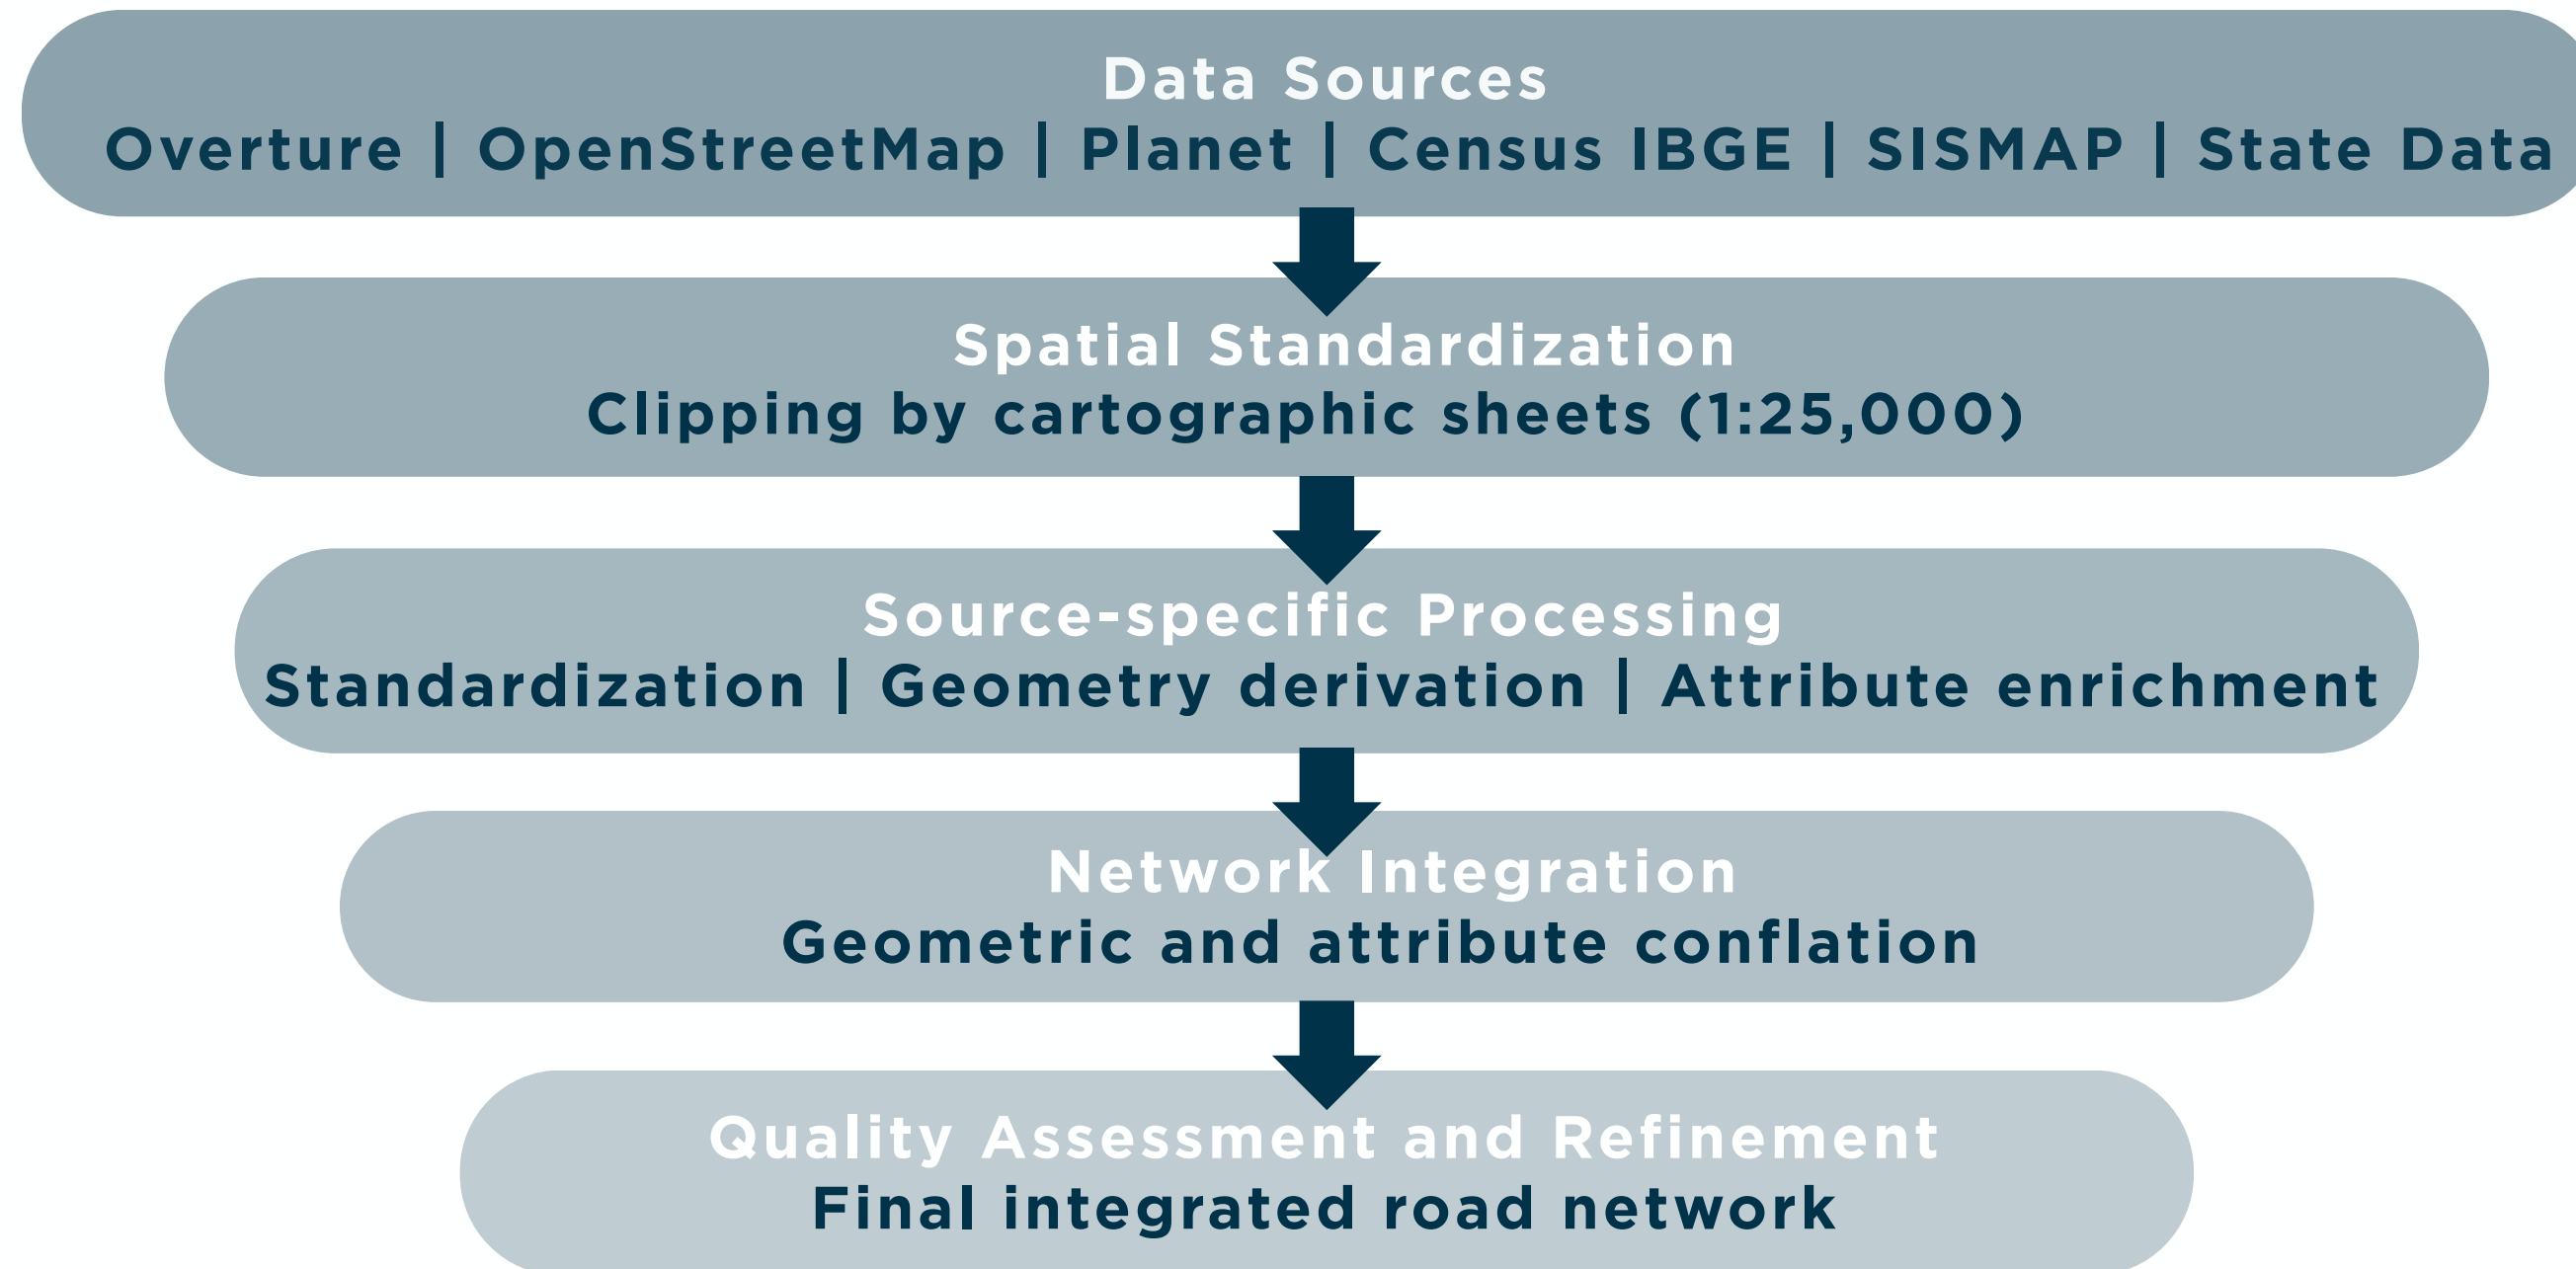 Data Sources
Overture | OpenStreetMap | Planet | Census IBGE | SISMAP | State Data
Spatial Standardization
Clipping by cartographic sheets (1:25,000)
Source-specific Processing
Standardization | Geometry derivation | Attribute enrichment
Network Integration
Geometric and attribute conflation
Quality Assessment and Refinement
Final integrated road network